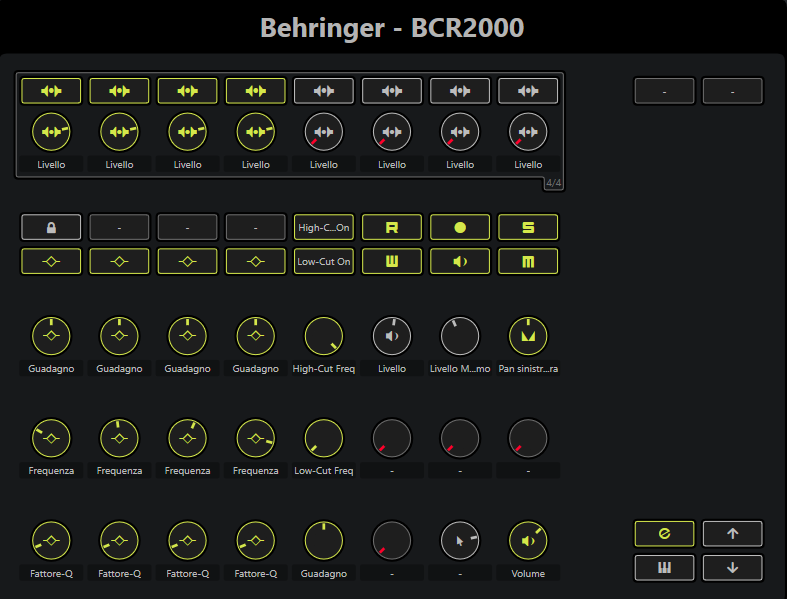 Behringer - BCR2000
- -
Livello Livello Livello Livello Livello Livello Livello Livello
4/4
- - - High-C...On R S
Low-Cut On W M
Guadagno Guadagno Guadagno Guadagno High-Cut Freq Livello Livello M...mo Pan sinistr...ra
Frequenza Frequenza Frequenza Frequenza Low-Cut Freq - - -
e
Fattore-Q Fattore-Q Fattore-Q Fattore-Q Guadagno - - Volume